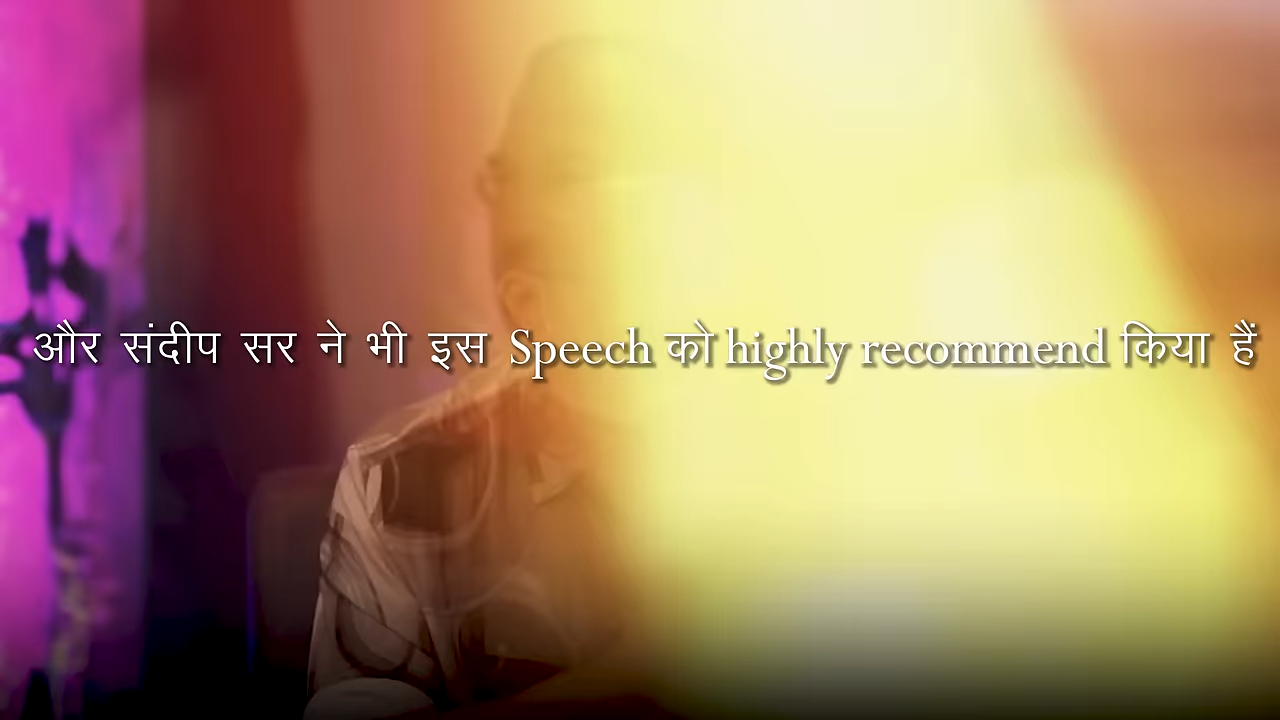 और संदीप सर ने भी इस Speech को highly recommend किया हैं